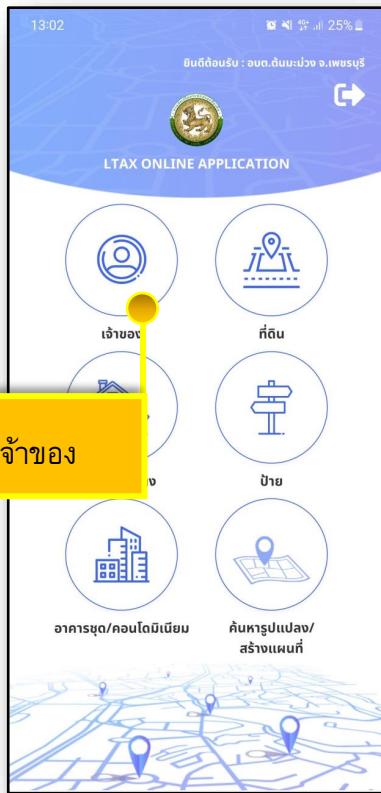 13:02
4G+ 25%
ยินดีต้อนรับ : อบต.ต้นมะม่วง จ.เพชรบุรี
LTAX ONLINE APPLICATION
เจ้าของ
ที่ดิน
จ้าของ
ป้าย
อาคารชุด/คอนโดมิเนียม
ค้นหารูปแปลง/
สร้างแผนที่